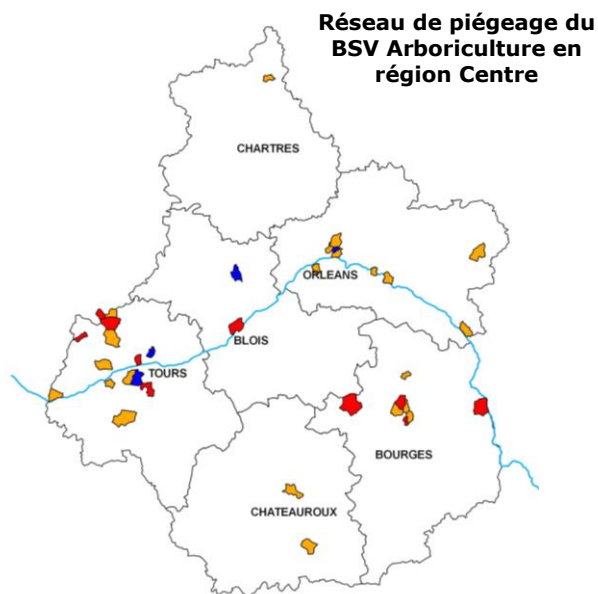 Réseau de piégeage du
BSV Arboriculture en
région Centre
CHARTRES
ORLEANS
BLOIS
TOURS
BOURGES
CHATEAUROUX